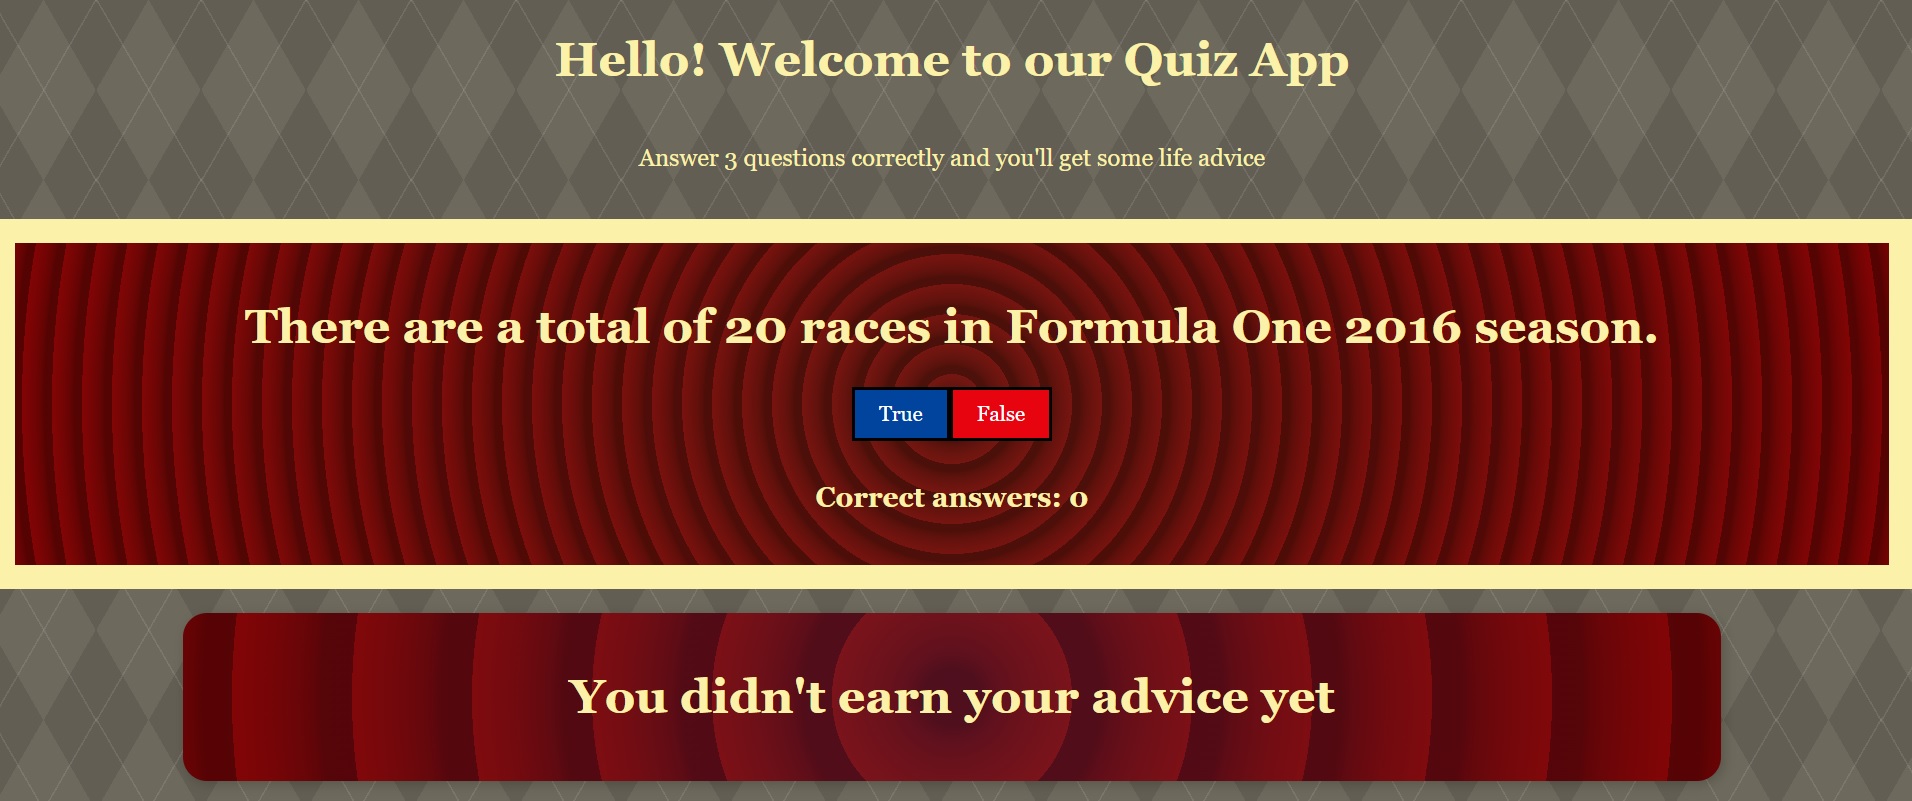 Hello! Welcome to our Quiz App
Answer 3 questions correctly and you'll get some life advice
There are a total of 20 races in Formula One 2016 season.
True False
Correct answers: 0
You didn't earn your advice yet